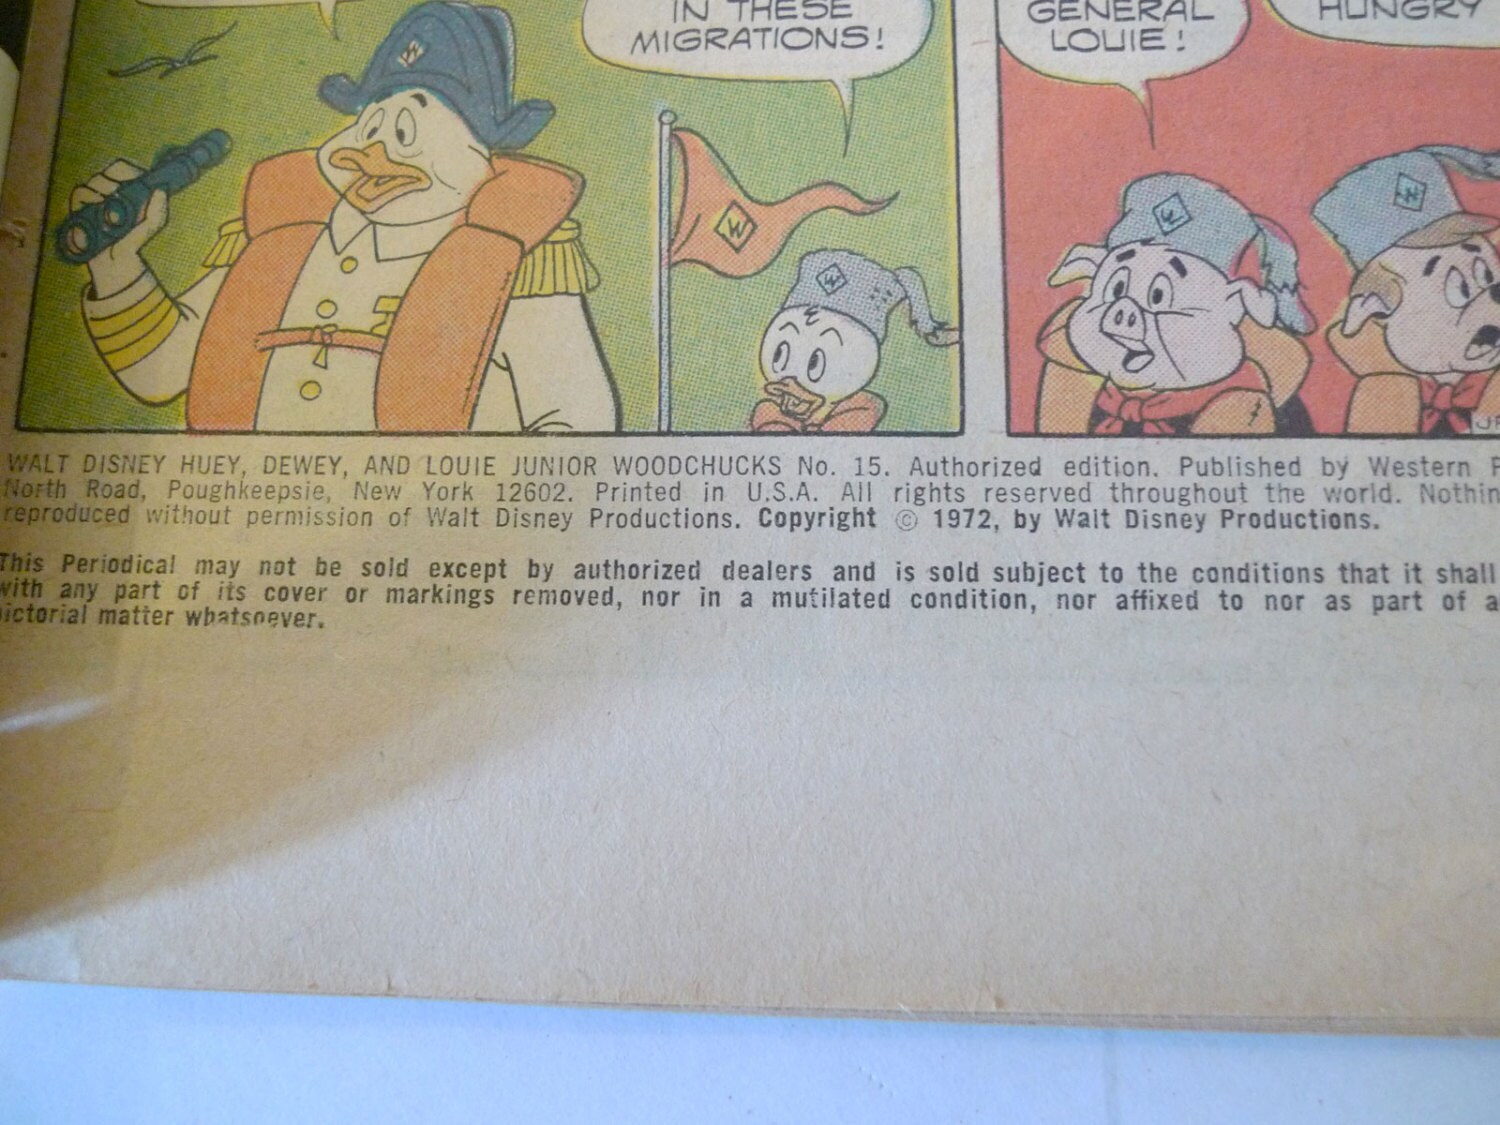 IN THESE
MIGRATIONS!
GENERAL
LOUIE!
HUNGRY
W
W
W
W
WALT DISNEY HUEY, DEWEY, AND LOUIE JUNIOR WOODCHUCKS No. 15. Authorized edition. Published by Western P
North Road, Poughkeepsie, New York 12602. Printed in U.S.A. All rights reserved throughout the world. Nothin
reproduced without permission of Walt Disney Productions. Copyright © 1972, by Walt Disney Productions.
This Periodical may not be sold except by authorized dealers and is sold subject to the conditions that it shall
with any part of its cover or markings removed, nor in a mutilated condition, nor affixed to nor as part of a
ictorial matter whatsoever.